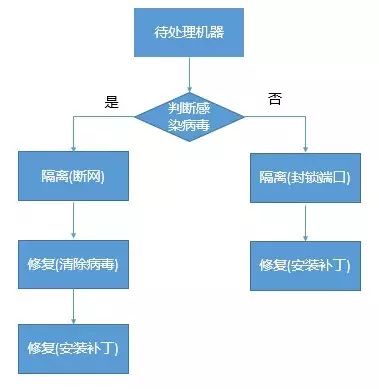 待处理机器
是
否
判断感
染病毒
隔离(断网)
隔离(封锁端口)
修复(清除病毒)
修复(安装补丁)
修复(安装补丁)